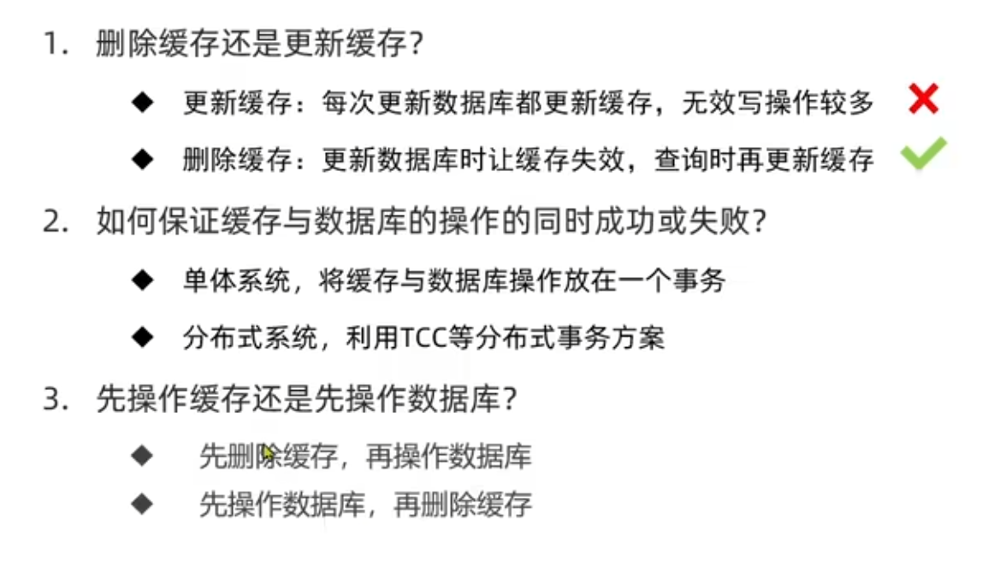 1. 删除缓存还是更新缓存?
◆ 更新缓存：每次更新数据库都更新缓存，无效写操作较多
◆ 删除缓存：更新数据库时让缓存失效，查询时再更新缓存
2. 如何保证缓存与数据库的操作的同时成功或失败?
◆ 单体系统，将缓存与数据库操作放在一个事务
◆ 分布式系统，利用TCC等分布式事务方案
3. 先操作缓存还是先操作数据库?
◆ 先删除缓存，再操作数据库
◆ 先操作数据库，再删除缓存